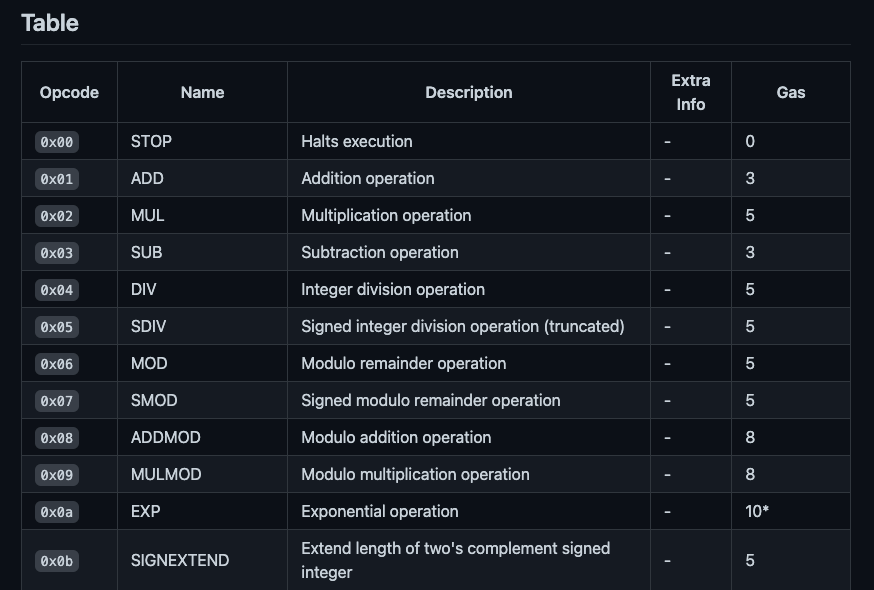 Table
Opcode Name Description Extra Info Gas
0x00 STOP Halts execution - 0
0x01 ADD Addition operation - 3
0x02 MUL Multiplication operation - 5
0x03 SUB Subtraction operation - 3
0x04 DIV Integer division operation - 5
0x05 SDIV Signed integer division operation (truncated) - 5
0x06 MOD Modulo remainder operation - 5
0x07 SMOD Signed modulo remainder operation - 5
0x08 ADDMOD Modulo addition operation - 8
0x09 MULMOD Modulo multiplication operation - 8
0x0a EXP Exponential operation - 10*
0x0b SIGNEXTEND Extend length of two's complement signed integer - 5